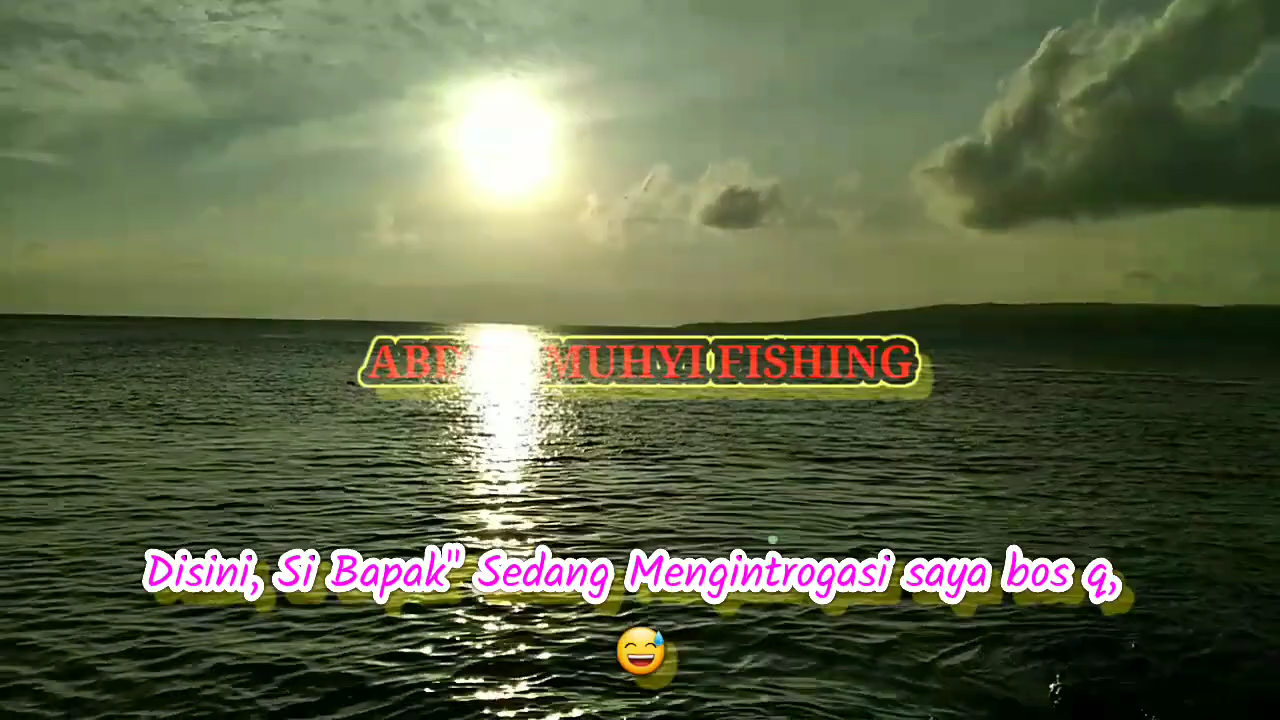 MUHYI FISHING
Disini, Si Bapak" Sedang Mengintrogasi saya bos q,
😅